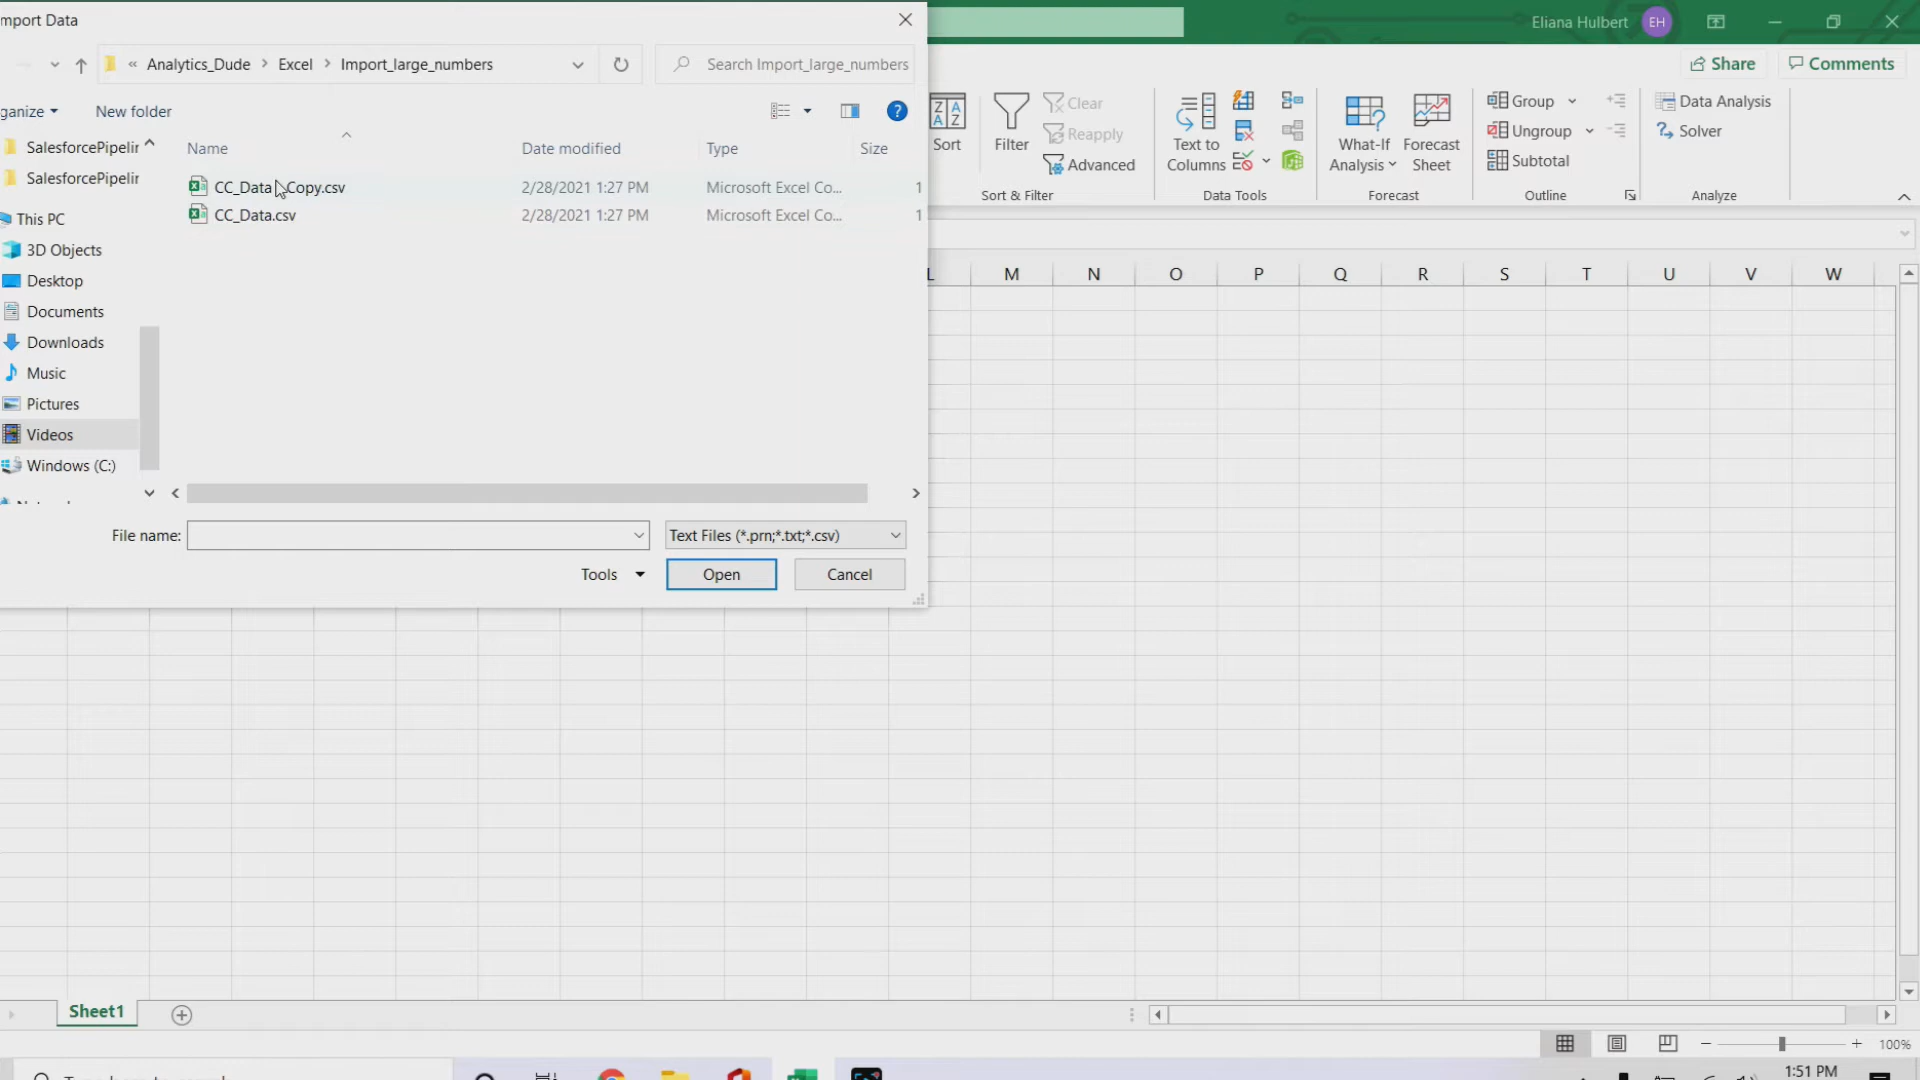 mport Data
Eliana Hulbert EH
« Analytics_Dude > Excel > Import_large_numbers
Search Import_large_numbers
ganize
New folder
Share
Comments
Name
Date modified
Type
Size
SalesforcePipelir
SalesforcePipelir
This PC
3D Objects
Desktop
Documents
Downloads
Music
Pictures
Videos
Windows (C:)
CC_Data Copy.csv 2/28/2021 1:27 PM Microsoft Excel Co... 1
CC_Data.csv 2/28/2021 1:27 PM Microsoft Excel Co... 1
File name:
Text Files (*.prn;*.txt;*.csv)
Tools
Open
Cancel
Sort
Filter
Clear
Reapply
Advanced
Sort & Filter
Text to
Columns
Data Tools
What-If
Analysis
Forecast
Sheet
Forecast
Group
Ungroup
Subtotal
Outline
Data Analysis
Solver
Analyze
L M N O P Q R S T U V W
Sheet1
100%
1:51 PM